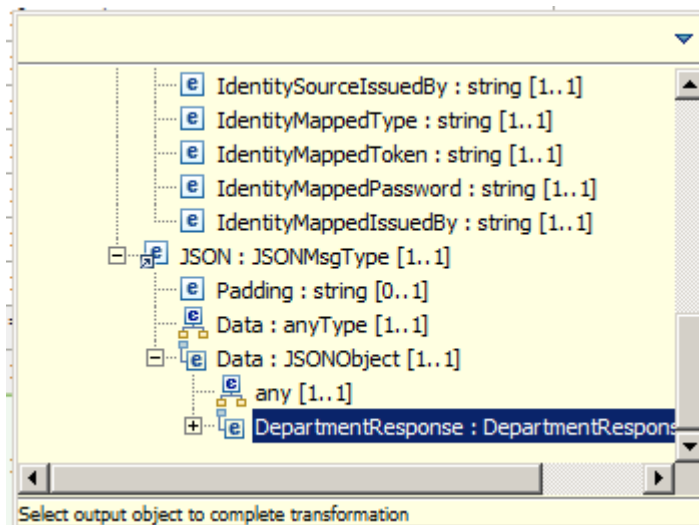 IdentitySourceIssuedBy : string [1..1]
IdentityMappedType : string [1..1]
IdentityMappedToken : string [1..1]
IdentityMappedPassword : string [1..1]
IdentityMappedIssuedBy : string [1..1]
JSON : JSONMsgType [1..1]
Padding : string [0..1]
Data : anyType [1..1]
Data : JSONObject [1..1]
any [1..1]
DepartmentResponse : DepartmentRespons
Select output object to complete transformation